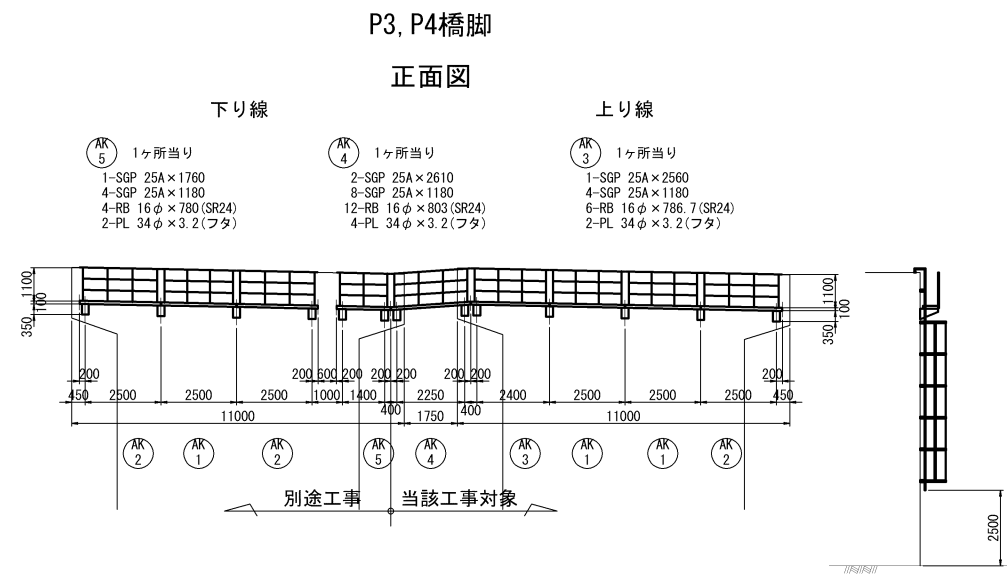 P3,P4橋脚
正面図
下り線
上り線
AK
5
1ヶ所当り
1-SGP 25A×1760
4-SGP 25A×1180
4-RB 16φ×780(SR24)
2-PL 34φ×3.2(フタ)
AK
4
1ヶ所当り
2-SGP 25A×2610
8-SGP 25A×1180
12-RB 16φ×803(SR24)
4-PL 34φ×3.2(フタ)
AK
3
1ヶ所当り
1-SGP 25A×2560
4-SGP 25A×1180
6-RB 16φ×786.7(SR24)
2-PL 34φ×3.2(フタ)
1100
100
350
1100
100
350
200 200 600 200 200 200 200 200 200
450 2500 2500 2500 1000 1400 2250 2400 2500 2500 2500 450
400 400
11000 1750 11000
AK
2
AK
1
AK
2
AK
5
AK
4
AK
3
AK
1
AK
1
AK
2
別途工事 当該工事対象
2500